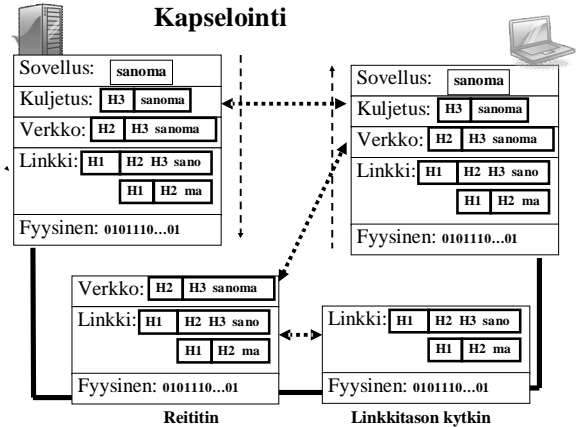 Kapselointi
Sovellus: sanoma
Kuljetus: H3 sanoma
Verkko: H2 H3 sanoma
Linkki: H1 H2 H3 sano
H1 H2 ma
Fyysinen: 0101110...01
Sovellus: sanoma
Kuljetus: H3 sanoma
Verkko: H2 H3 sanoma
Linkki: H1 H2 H3 sano
H1 H2 ma
Fyysinen: 0101110...01
Verkko: H2 H3 sanoma
Linkki: H1 H2 H3 sano
H1 H2 ma
Fyysinen: 0101110...01
Reititin
Linkki: H1 H2 H3 sano
H1 H2 ma
Fyysinen: 0101110...01
Linkkitason kytkin